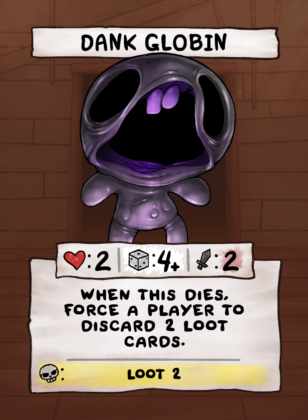 DANK GLOBIN
:2 :4+ :2
WHEN THIS DIES,
FORCE A PLAYER TO
DISCARD 2 LOOT
CARDS.
: LOOT 2